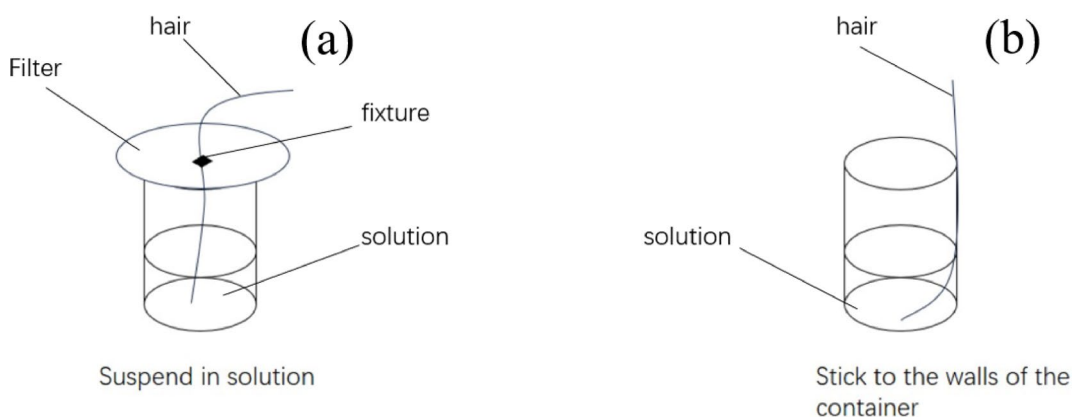 hair
(a)
Filter
fixture
solution
Suspend in solution
hair
(b)
solution
Stick to the walls of the
container